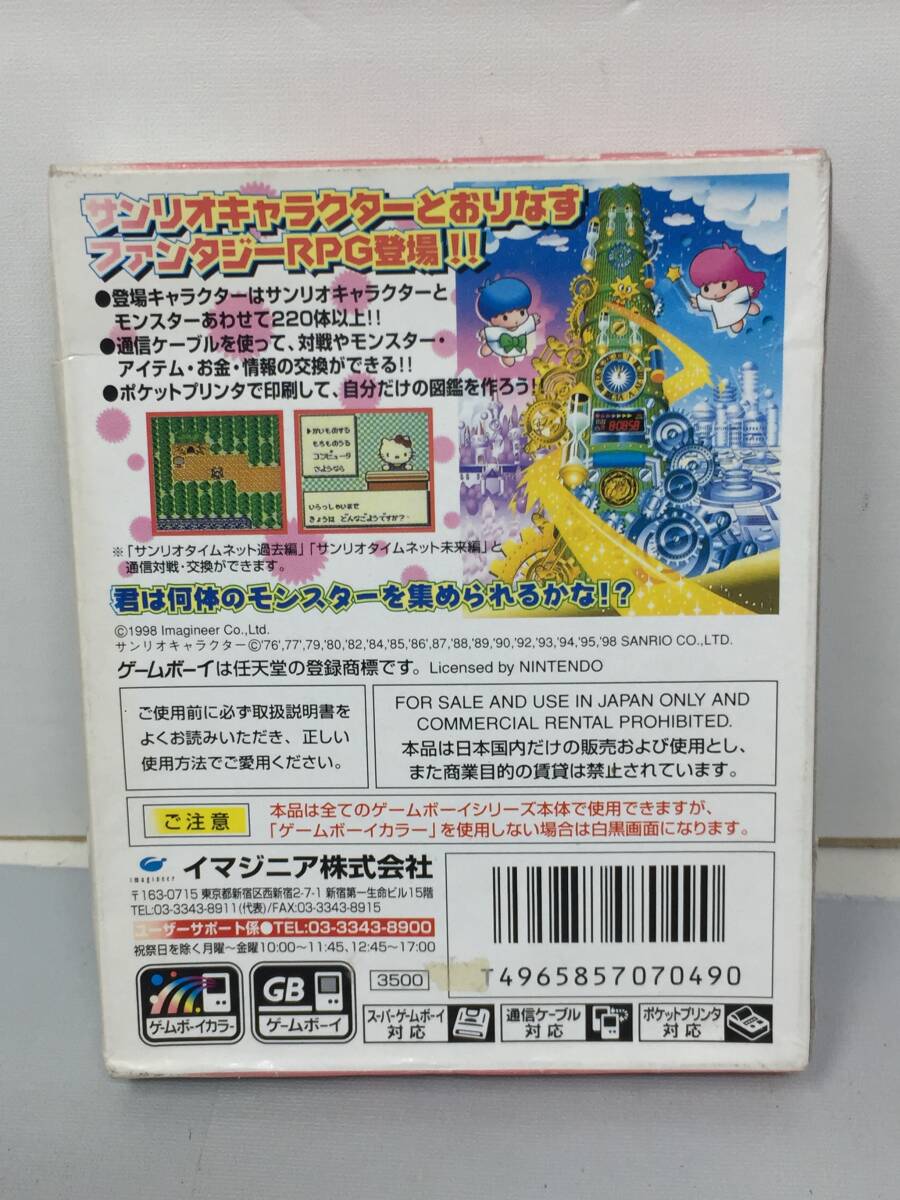 サンリオキャラクターとおりなす
ファンタジーRPG登場!!
●登場キャラクターはサンリオキャラクターと
モンスターあわせて220体以上!!
●通信ケーブルを使って、対戦やモンスター・
アイテム・お金・情報の交換ができる!!
●ポケットプリンタで印刷して、自分だけの図鑑を作ろう!!
▶かいものする
もちものうる
コンピュータ
さようなら
いらっしゃいませ
きょうは どんなごようですか?
※「サンリオタイムネット過去編」「サンリオタイムネット未来編」と
通信対戦・交換ができます。
君は何体のモンスターを集められるかな!?
©1998 Imagineer Co.,Ltd.
サンリオキャラクター©'76,'77,'79,'80,'82,'84,'85,'86,'87,'88,'89,'90,'92,'93,'94,'95,'98 SANRIO CO.,LTD.
ゲームボーイは任天堂の登録商標です。Licensed by NINTENDO
ご使用前に必ず取扱説明書を
よくお読みいただき、正しい
使用方法でご愛用ください。
FOR SALE AND USE IN JAPAN ONLY AND
COMMERCIAL RENTAL PROHIBITED.
本品は日本国内だけの販売および使用とし、
また商業目的の賃貸は禁止されています。
ご注意
本品は全てのゲームボーイシリーズ本体で使用できますが、
「ゲームボーイカラー」を使用しない場合は白黒画面になります。
imagineer
イマジニア株式会社
〒163-0715 東京都新宿区西新宿2-7-1 新宿第一生命ビル15階
TEL:03-3343-8911(代表)/FAX:03-3343-8915
ユーザーサポート係●TEL:03-3343-8900
祝祭日を除く月曜〜金曜10:00〜11:45、12:45〜17:00
T4965857070490
3500
ゲームボーイカラー
GB
ゲームボーイ
スーパーゲームボーイ
対応
通信ケーブル
対応
ポケットプリンタ
対応